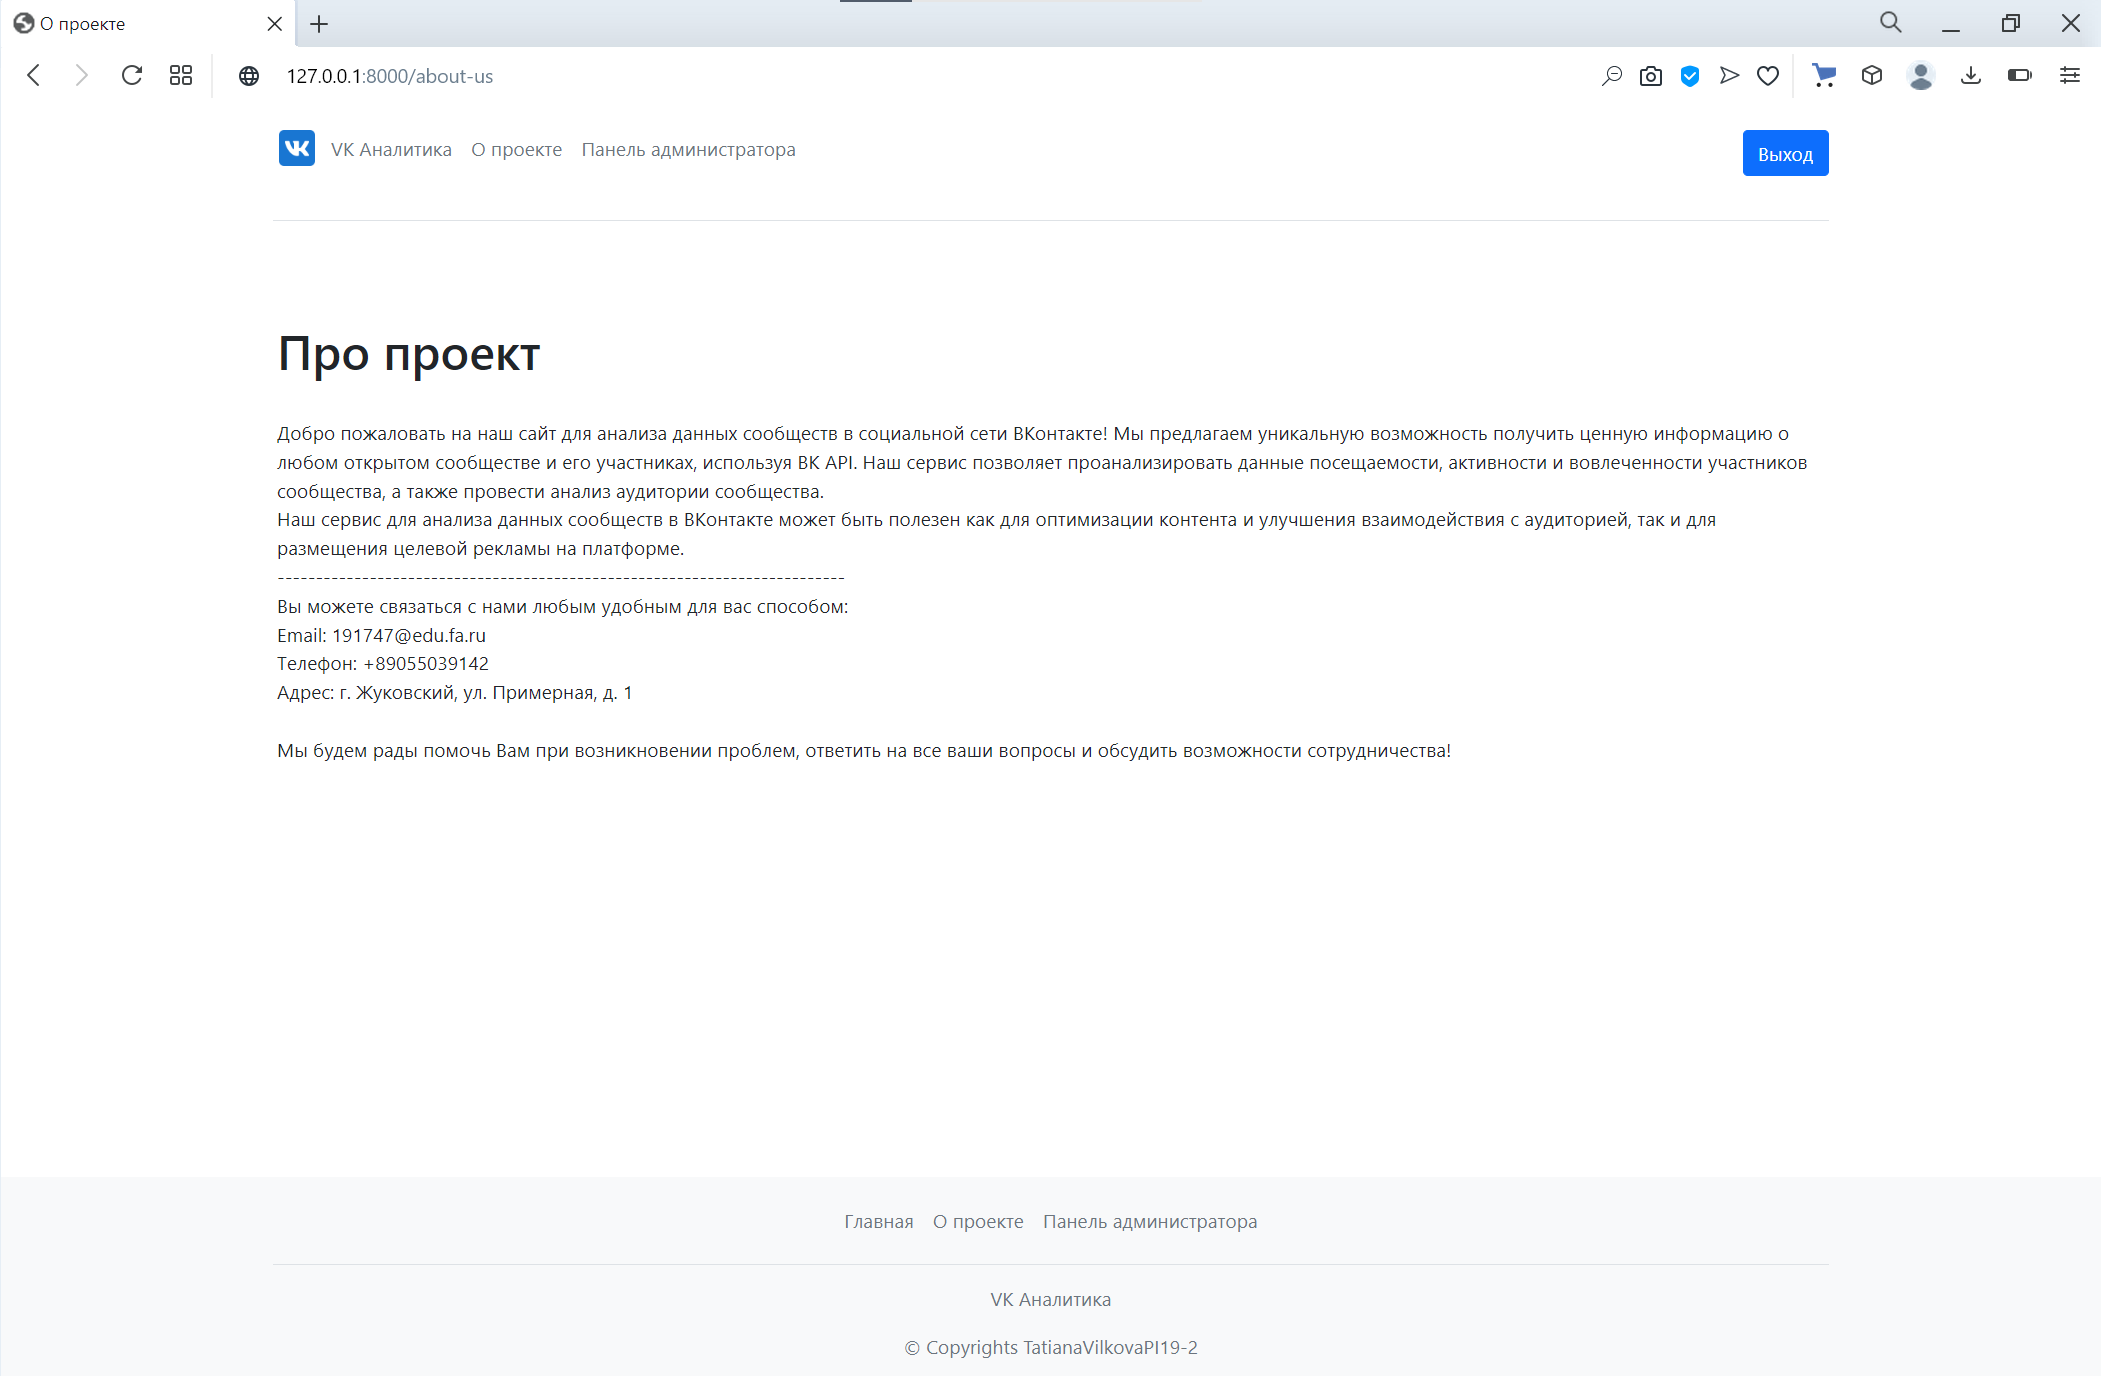 О проекте
127.0.0.1:8000/about-us
VK Аналитика О проекте Панель администратора
Выход
Про проект
Добро пожаловать на наш сайт для анализа данных сообществ в социальной сети ВКонтакте! Мы предлагаем уникальную возможность получить ценную информацию о
любом открытом сообществе и его участниках, используя ВК API. Наш сервис позволяет проанализировать данные посещаемости, активности и вовлеченности участников
сообщества, а также провести анализ аудитории сообщества.
Наш сервис для анализа данных сообществ в ВКонтакте может быть полезен как для оптимизации контента и улучшения взаимодействия с аудиторией, так и для
размещения целевой рекламы на платформе.
--------------------------------------------------------------------------
Вы можете связаться с нами любым удобным для вас способом:
Email: 191747@edu.fa.ru
Телефон: +89055039142
Адрес: г. Жуковский, ул. Примерная, д. 1
Мы будем рады помочь Вам при возникновении проблем, ответить на все ваши вопросы и обсудить возможности сотрудничества!
Главная О проекте Панель администратора
VK Аналитика
© Copyrights TatianaVilkovaPI19-2